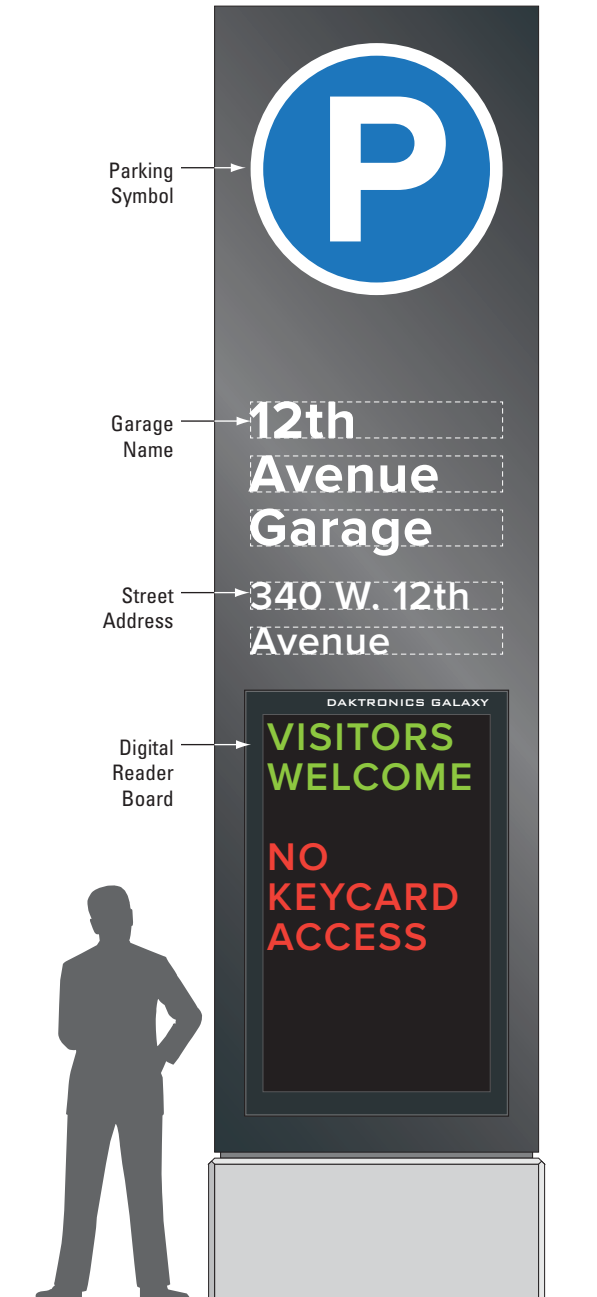 P
Parking
Symbol
Garage
Name
12th
Avenue
Garage
Street
Address
340 W. 12th
Avenue
DAKTRONICS GALAXY
Digital
Reader
Board
VISITORS
WELCOME
NO
KEYCARD
ACCESS